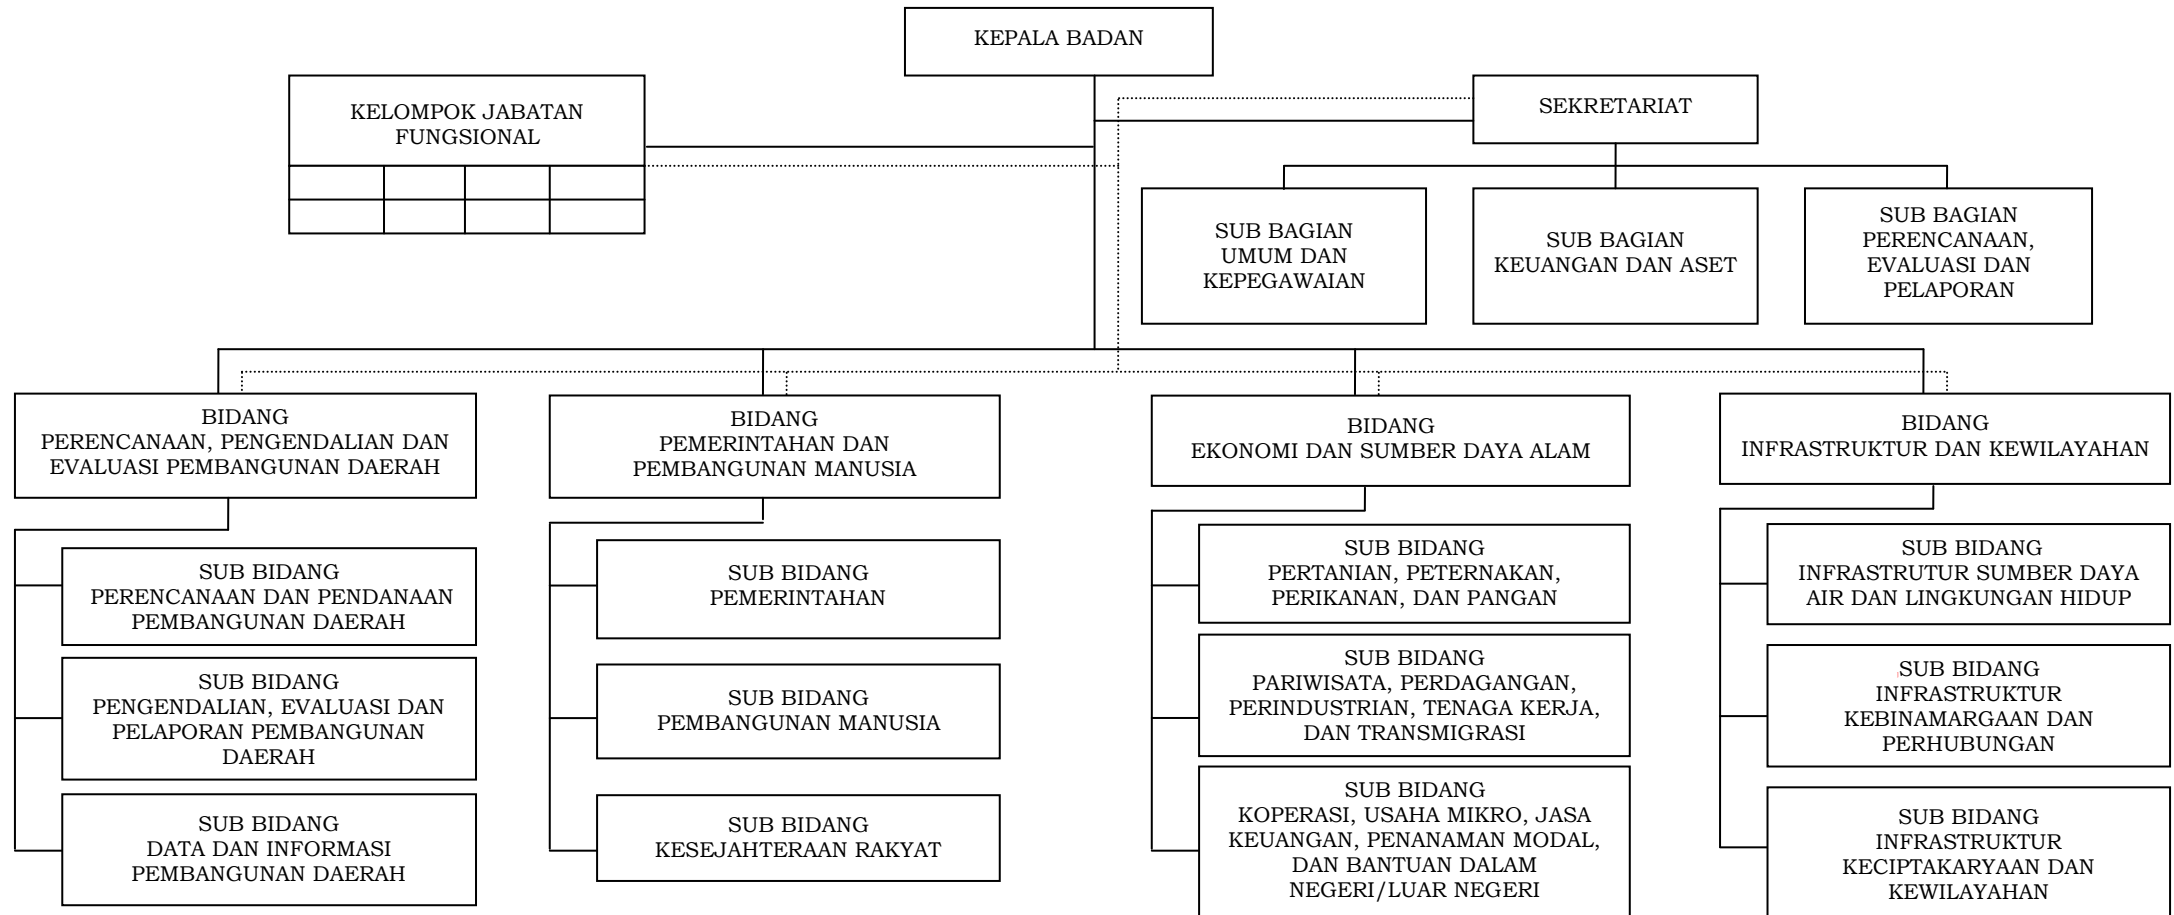 KEPALA BADAN
KELOMPOK JABATAN
FUNGSIONAL
SEKRETARIAT
SUB BAGIAN
UMUM DAN
KEPEGAWAIAN
SUB BAGIAN
KEUANGAN DAN ASET
SUB BAGIAN
PERENCANAAN,
EVALUASI DAN
PELAPORAN
BIDANG
PERENCANAAN, PENGENDALIAN DAN
EVALUASI PEMBANGUNAN DAERAH
SUB BIDANG
PERENCANAAN DAN PENDANAAN
PEMBANGUNAN DAERAH
SUB BIDANG
PENGENDALIAN, EVALUASI DAN
PELAPORAN PEMBANGUNAN
DAERAH
SUB BIDANG
DATA DAN INFORMASI
PEMBANGUNAN DAERAH
BIDANG
PEMERINTAHAN DAN
PEMBANGUNAN MANUSIA
SUB BIDANG
PEMERINTAHAN
SUB BIDANG
PEMBANGUNAN MANUSIA
SUB BIDANG
KESEJAHTERAAN RAKYAT
BIDANG
EKONOMI DAN SUMBER DAYA ALAM
SUB BIDANG
PERTANIAN, PETERNAKAN,
PERIKANAN, DAN PANGAN
SUB BIDANG
PARIWISATA, PERDAGANGAN,
PERINDUSTRIAN, TENAGA KERJA,
DAN TRANSMIGRASI
SUB BIDANG
KOPERASI, USAHA MIKRO, JASA
KEUANGAN, PENANAMAN MODAL,
DAN BANTUAN DALAM
NEGERI/LUAR NEGERI
BIDANG
INFRASTRUKTUR DAN KEWILAYAHAN
SUB BIDANG
INFRASTRUTUR SUMBER DAYA
AIR DAN LINGKUNGAN HIDUP
SUB BIDANG
INFRASTRUKTUR
KEBINAMARGAAN DAN
PERHUBUNGAN
SUB BIDANG
INFRASTRUKTUR
KECIPTAKARYAAN DAN
KEWILAYAHAN